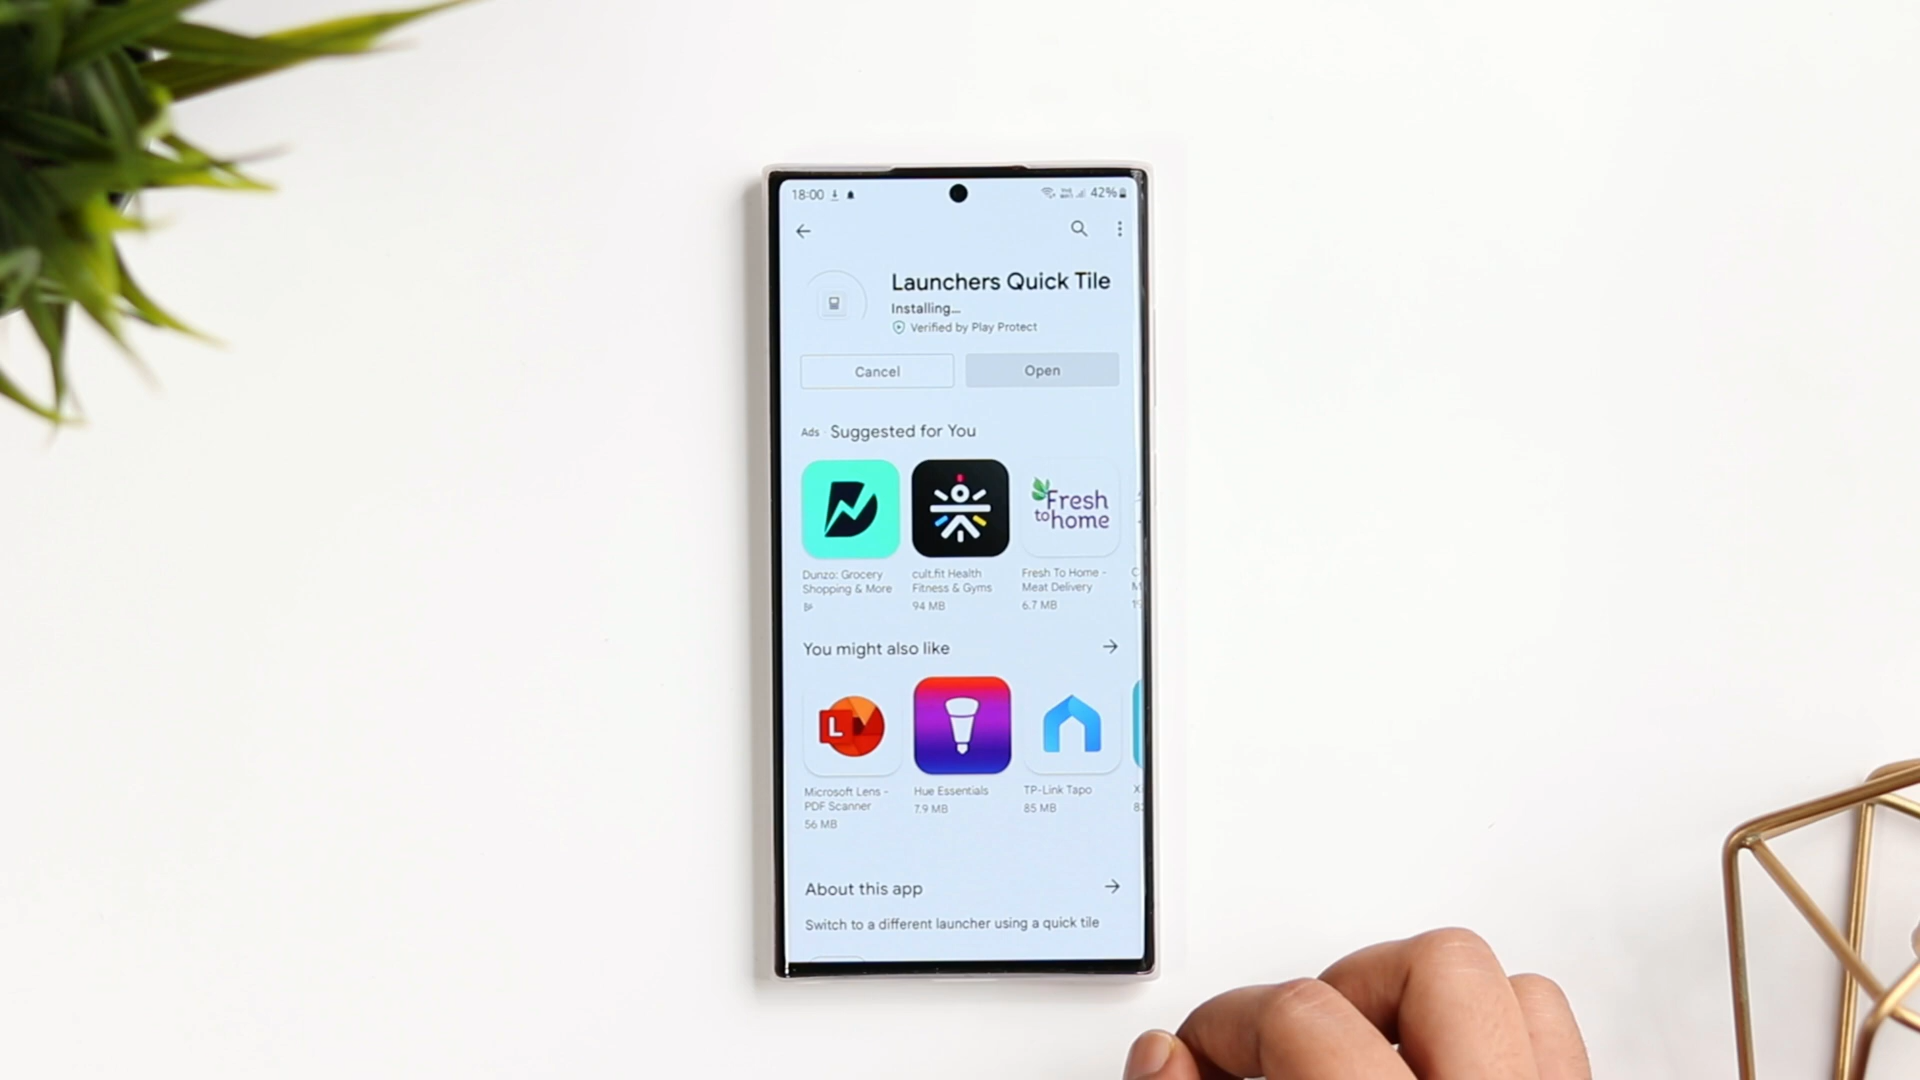 18:00
42%
Launchers Quick Tile
Installing...
Verified by Play Protect
Cancel
Open
Ads · Suggested for You
Fresh
to home
Dunzo: Grocery
Shopping & More
cult.fit Health
Fitness & Gyms
94 MB
Fresh To Home -
Meat Delivery
6.7 MB
You might also like
L
Microsoft Lens -
PDF Scanner
56 MB
Hue Essentials
7.9 MB
TP-Link Tapo
85 MB
About this app
Switch to a different launcher using a quick tile